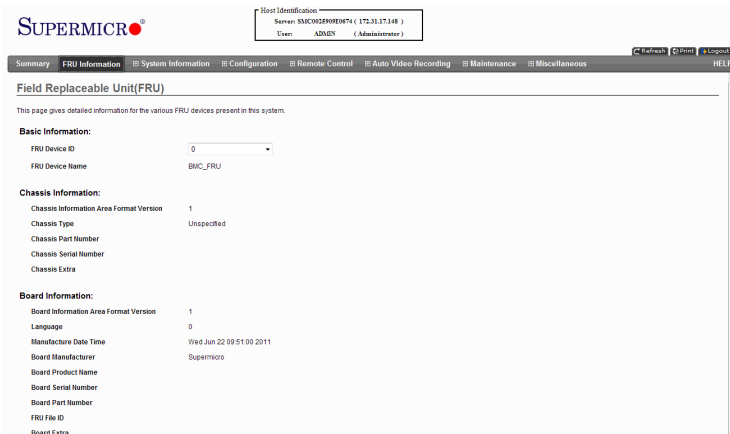 SUPERMICR®
Host Identification
Server: SMC0025909E0674 ( 172.31.17.148 )
User: ADMIN ( Administrator )
Refresh Print Logout
Summary FRU Information System Information Configuration Remote Control Auto Video Recording Maintenance Miscellaneous HELP
Field Replaceable Unit(FRU)
This page gives detailed information for the various FRU devices present in this system.
Basic Information:
FRU Device ID 0
FRU Device Name BMC_FRU
Chassis Information:
Chassis Information Area Format Version 1
Chassis Type Unspecified
Chassis Part Number
Chassis Serial Number
Chassis Extra
Board Information:
Board Information Area Format Version 1
Language 0
Manufacture Date Time Wed Jun 22 09:51:00 2011
Board Manufacturer Supermicro
Board Product Name
Board Serial Number
Board Part Number
FRU File ID
Board Extra